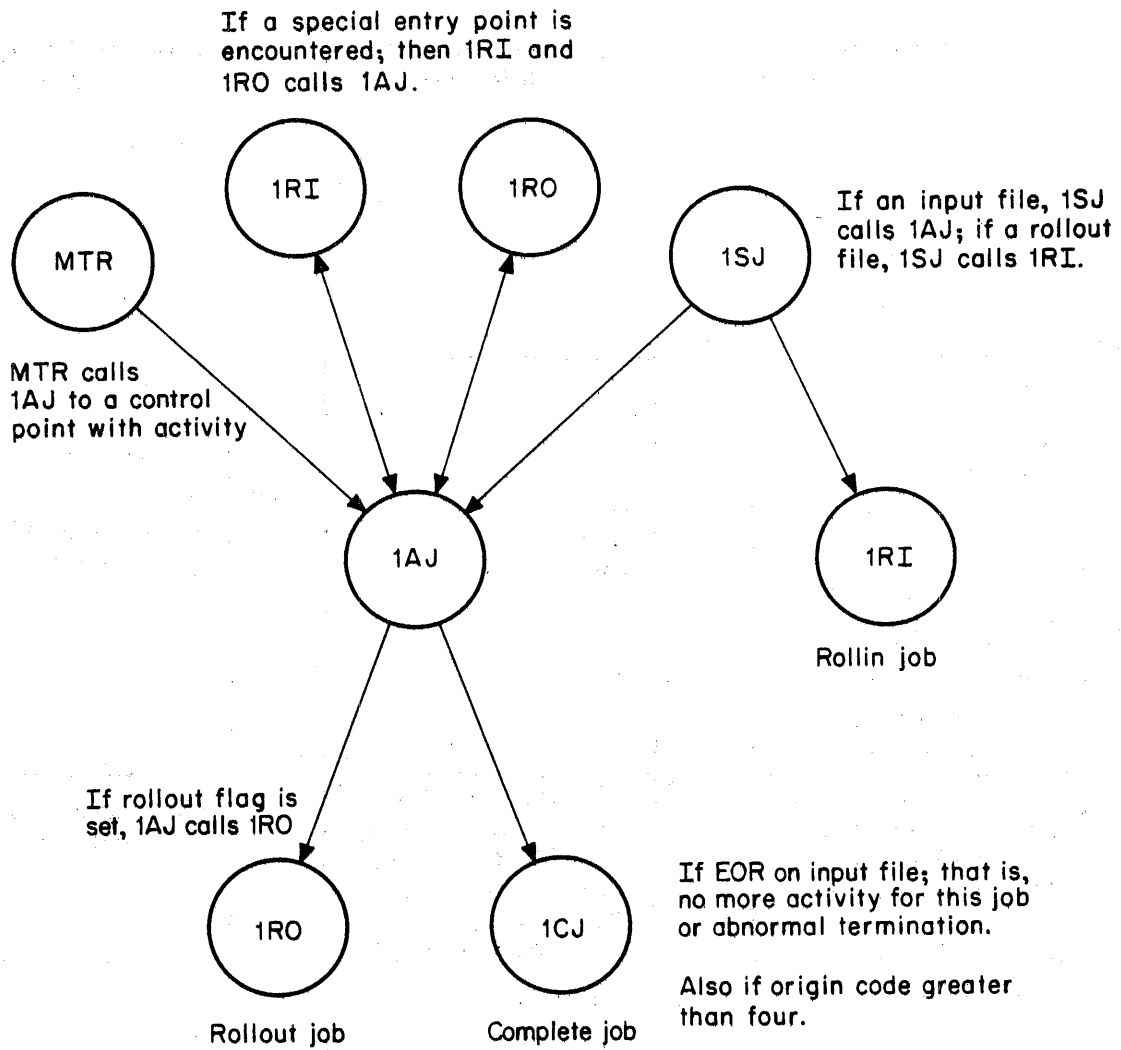 If a special entry point is
encountered; then 1RI and
1RO calls 1AJ.
1RI
1RO
MTR
1SJ
If an input file, 1SJ
calls 1AJ; if a rollout
file, 1SJ calls 1RI.
MTR calls
1AJ to a control
point with activity
1AJ
1RI
Rollin job
If rollout flag is
set, 1AJ calls 1RO
1RO
Rollout job
1CJ
Complete job
If EOR on input file; that is,
no more activity for this job
or abnormal termination.
Also if origin code greater
than four.